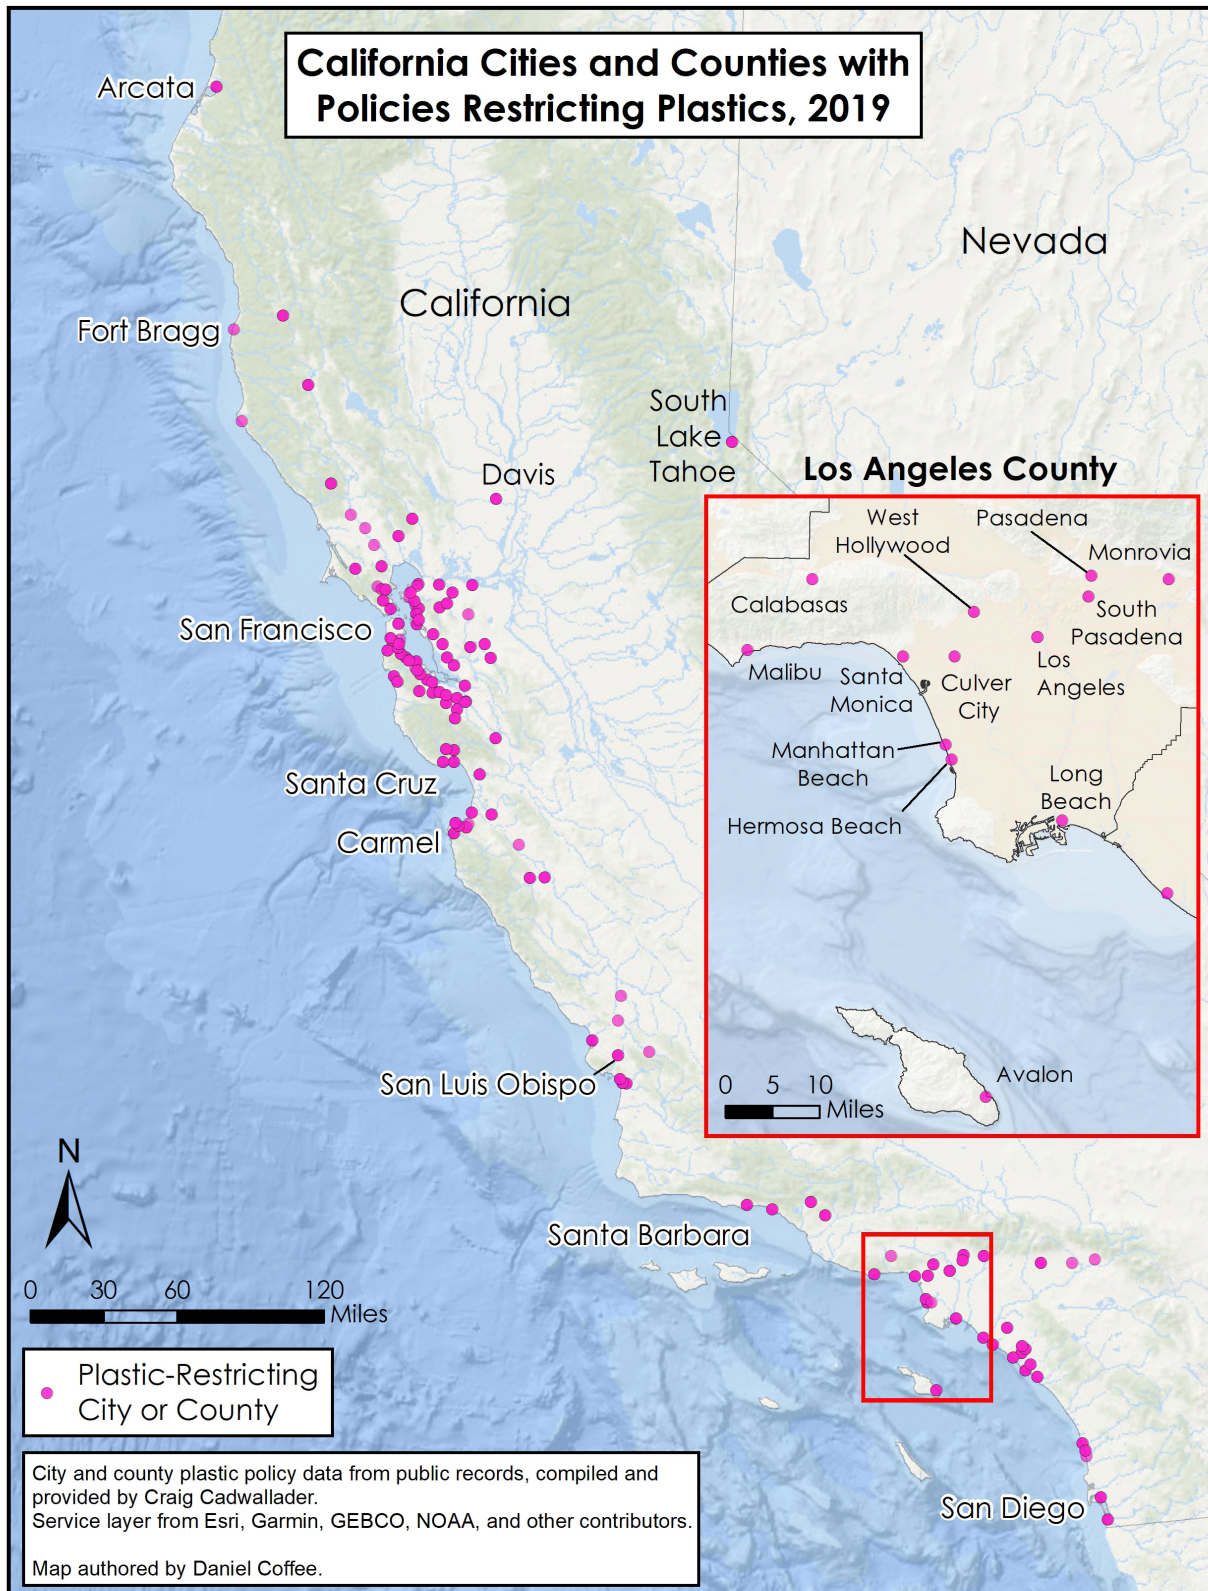 California Cities and Counties with
Policies Restricting Plastics, 2019
Arcata
Nevada
California
Fort Bragg
South
Lake
Tahoe
Davis
San Francisco
Santa Cruz
Carmel
San Luis Obispo
Santa Barbara
San Diego
Los Angeles County
West
Hollywood
Pasadena
Monrovia
Calabasas
South
Pasadena
Malibu
Santa
Monica
Culver
City
Los
Angeles
Manhattan
Beach
Hermosa Beach
Long
Beach
Avalon
0 5 10
Miles
N
0 30 60 120
Miles
Plastic-Restricting
City or County
City and county plastic policy data from public records, compiled and
provided by Craig Cadwallader.
Service layer from Esri, Garmin, GEBCO, NOAA, and other contributors.
Map authored by Daniel Coffee.